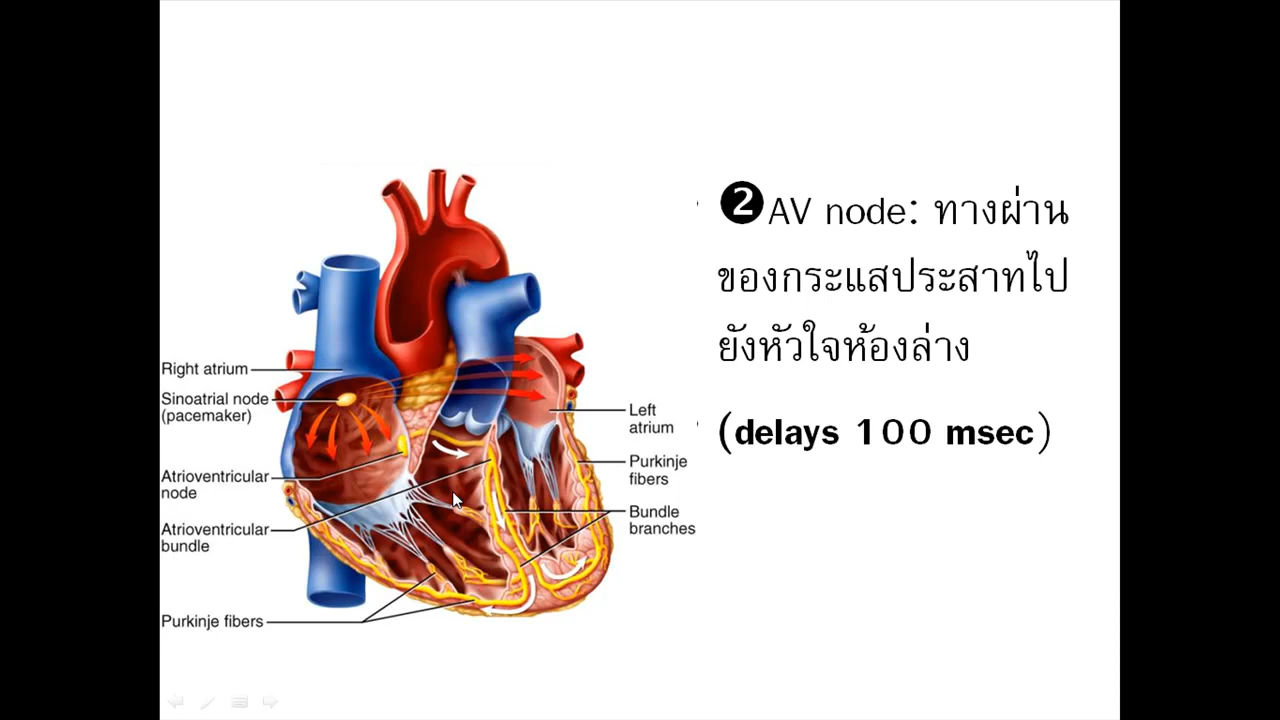 ❷AV node: ทางผ่าน
ของกระแสประสาทไป
ยังหัวใจห้องล่าง
(delays 100 msec)
Right atrium
Sinoatrial node
(pacemaker)
Atrioventricular
node
Atrioventricular
bundle
Purkinje fibers
Left
atrium
Purkinje
fibers
Bundle
branches